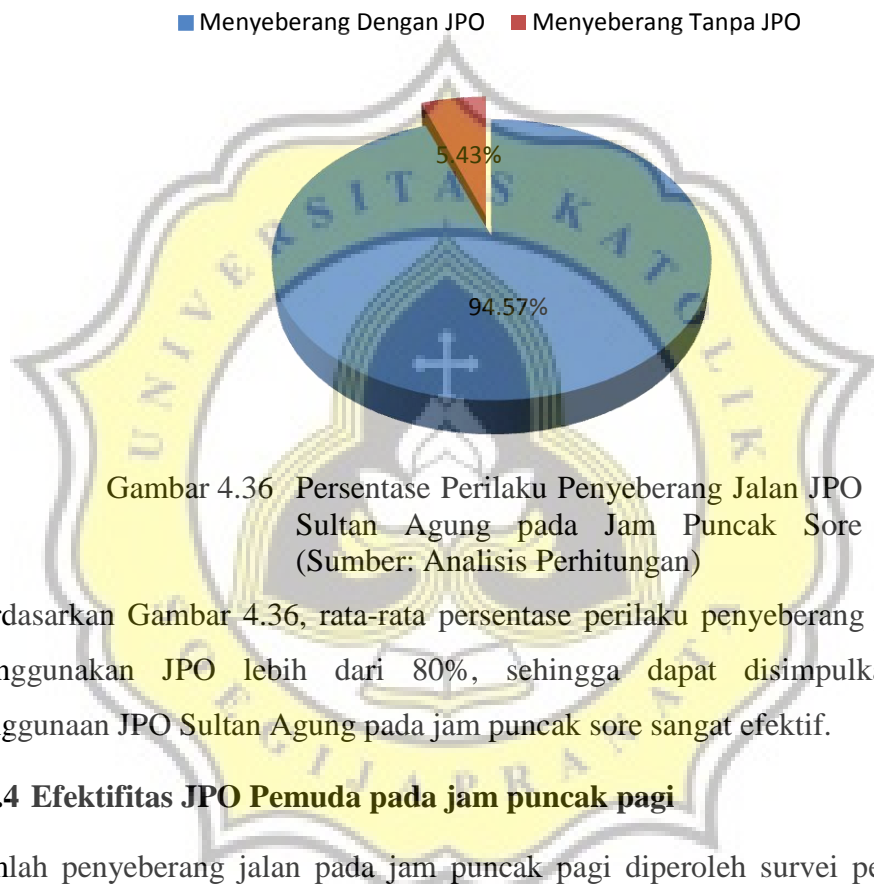 Menyeberang Dengan JPO Menyeberang Tanpa JPO
5.43%
94.57%
UNIVERSITAS KATOLIK
SOEGIJAPRANATA
Gambar 4.36 Persentase Perilaku Penyeberang Jalan JPO
Sultan Agung pada Jam Puncak Sore
(Sumber: Analisis Perhitungan)
rdasarkan Gambar 4.36, rata-rata persentase perilaku penyeberang
nggunakan JPO lebih dari 80%, sehingga dapat disimpulka
ggunaan JPO Sultan Agung pada jam puncak sore sangat efektif.
.4 Efektifitas JPO Pemuda pada jam puncak pagi
nlah penyeberang jalan pada jam puncak pagi diperoleh survei pe